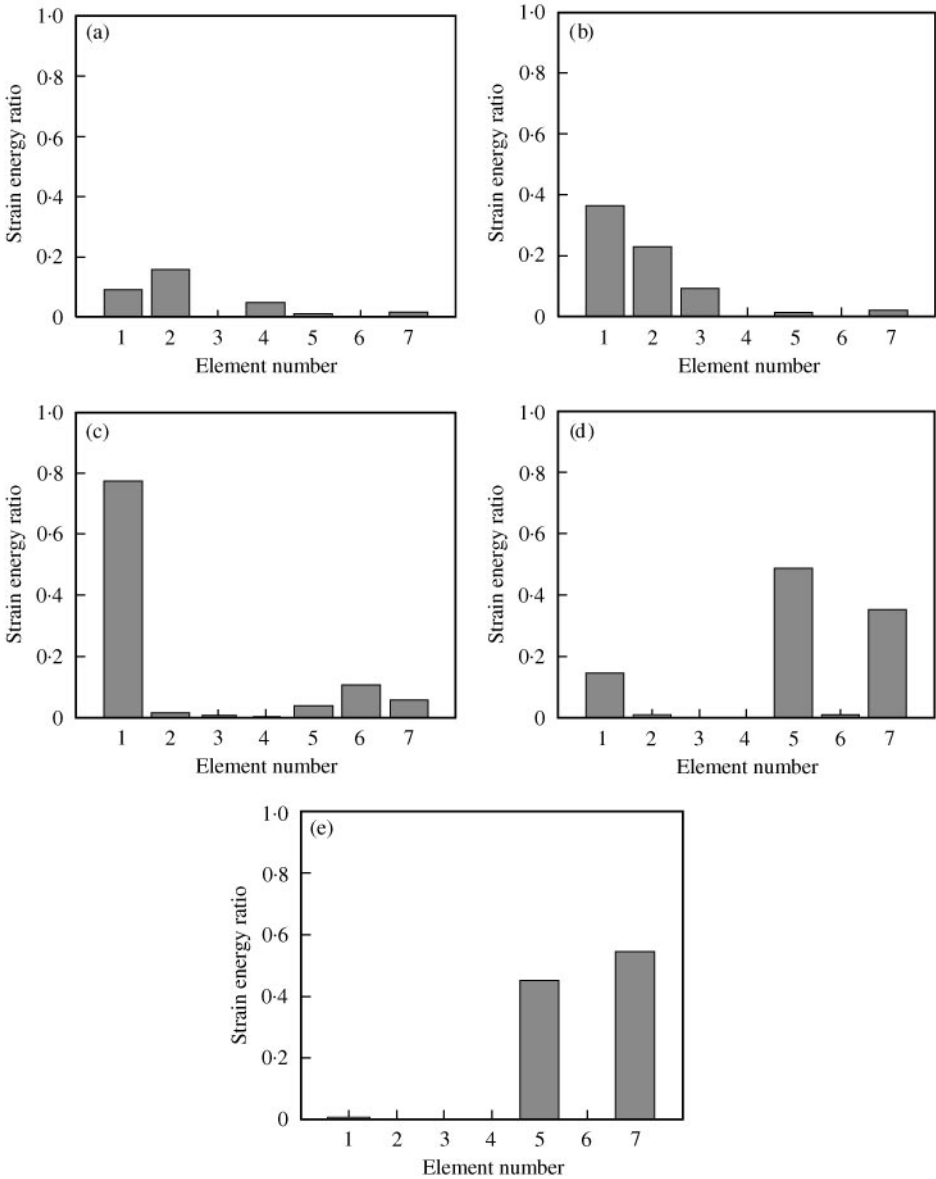 (a)
Strain energy ratio
1·0
0·8
0·6
0·4
0·2
0
1 2 3 4 5 6 7
Element number
(b)
Strain energy ratio
1·0
0·8
0·6
0·4
0·2
0
1 2 3 4 5 6 7
Element number
(c)
Strain energy ratio
1·0
0·8
0·6
0·4
0·2
0
1 2 3 4 5 6 7
Element number
(d)
Strain energy ratio
1·0
0·8
0·6
0·4
0·2
0
1 2 3 4 5 6 7
Element number
(e)
Strain energy ratio
1·0
0·8
0·6
0·4
0·2
0
1 2 3 4 5 6 7
Element number